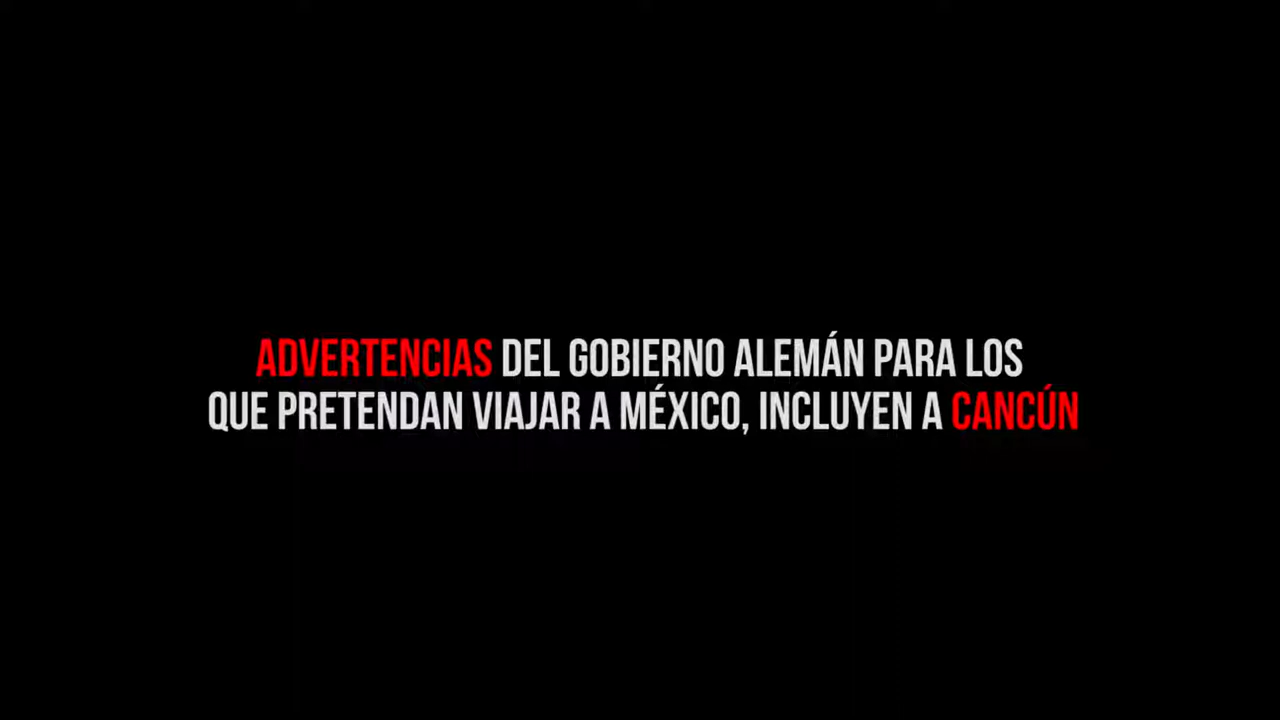 ADVERTENCIAS DEL GOBIERNO ALEMÁN PARA LOS
QUE PRETENDAN VIAJAR A MÉXICO, INCLUYEN A CANCÚN